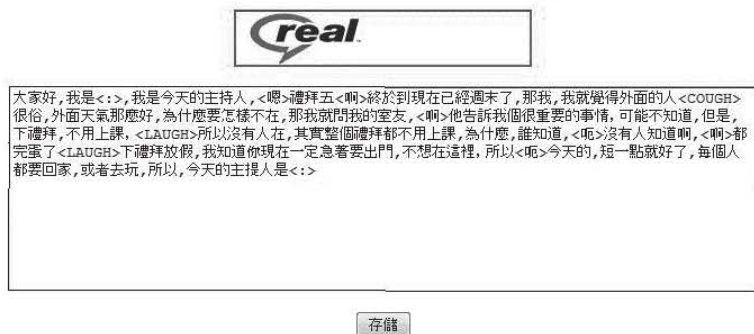 real
大家好,我是<:>,我是今天的主持人,<嗯>禮拜五<啊>終於到現在已經週末了,那我,我就覺得外面的人<COUGH>
很俗,外面天氣那麼好,為什麼要怎樣不在,那我就問我的室友,<啊>他告訴我個很重要的事情,可能不知道,但是,
下禮拜,不用上課,<LAUGH>所以沒有人在,其實整個禮拜都不用上課,為什麼,誰知道,<呃>沒有人知道啊,<啊>都
完蛋了<LAUGH>下禮拜放假,我知道你現在一定急著要出門,不想在這裡,所以<呃>今天的,短一點就好了,每個人
都要回家,或者去玩,所以,今天的主提人是<:>
存儲